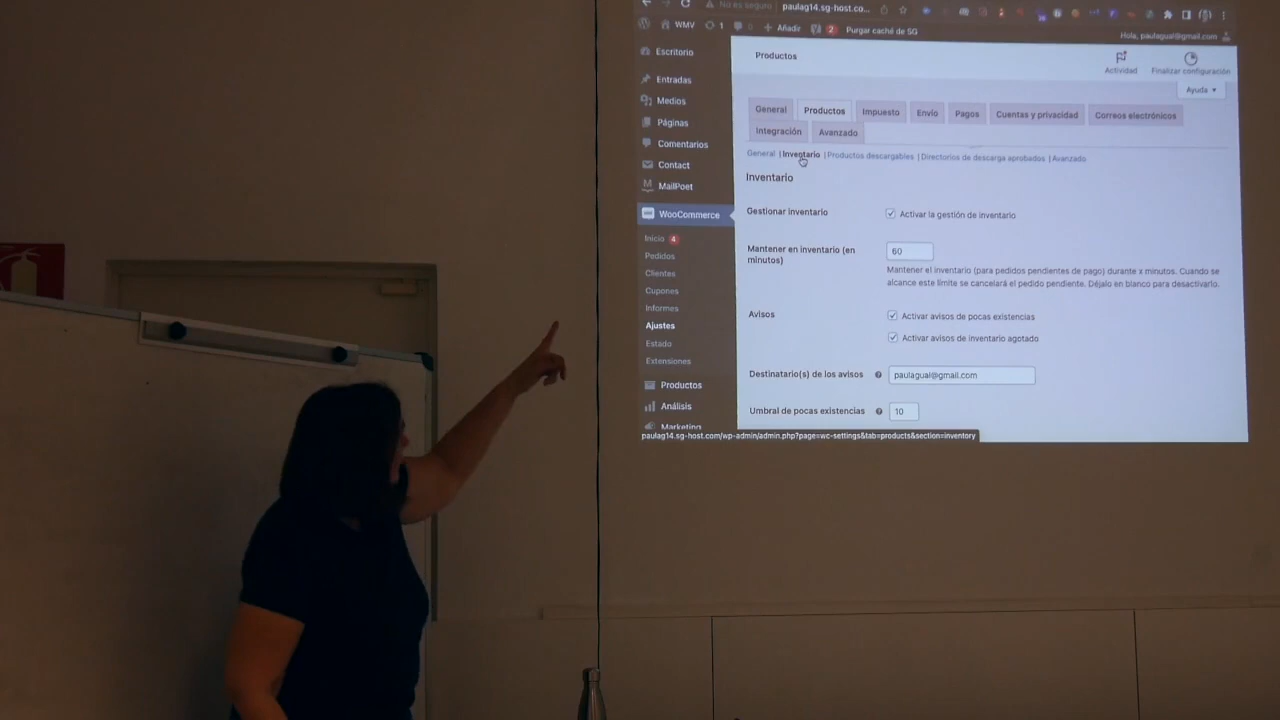 No es seguro paulag14.sg-host.co...
WMV 1 0 Añadir 2 Purgar caché de SG
Hola, paulagual@gmail.com
Escritorio
Entradas
Medios
Páginas
Comentarios
Contact
MailPoet
WooCommerce
Inicio 4
Pedidos
Clientes
Cupones
Informes
Ajustes
Estado
Extensiones
Productos
Análisis
Marketing
Productos
Actividad
Finalizar configuración
Ayuda
General Productos Impuesto Envío Pagos Cuentas y privacidad Correos electrónicos
Integración Avanzado
General | Inventario | Productos descargables | Directorios de descarga aprobados | Avanzado
Inventario
Gestionar inventario
Activar la gestión de inventario
Mantener en inventario (en
minutos)
60
Mantener el inventario (para pedidos pendientes de pago) durante x minutos. Cuando se
alcance este límite se cancelará el pedido pendiente. Déjalo en blanco para desactivarlo.
Avisos
Activar avisos de pocas existencias
Activar avisos de inventario agotado
Destinatario(s) de los avisos
paulagual@gmail.com
Umbral de pocas existencias
10
paulag14.sg-host.com/wp-admin/admin.php?page=wc-settings&tab=products&section=inventory